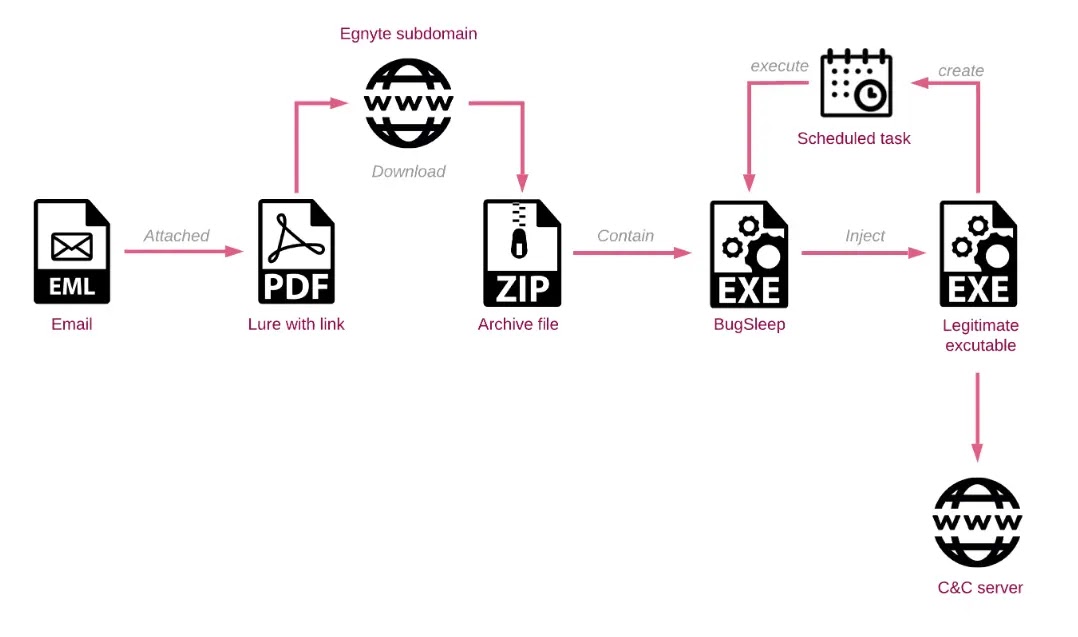 Egnyte subdomain
WWW
Download
execute
create
Scheduled task
EML
Attached
PDF
ZIP
Contain
EXE
Inject
EXE
Email
Lure with link
Archive file
BugSleep
Legitimate
excutable
WWW
C&C server